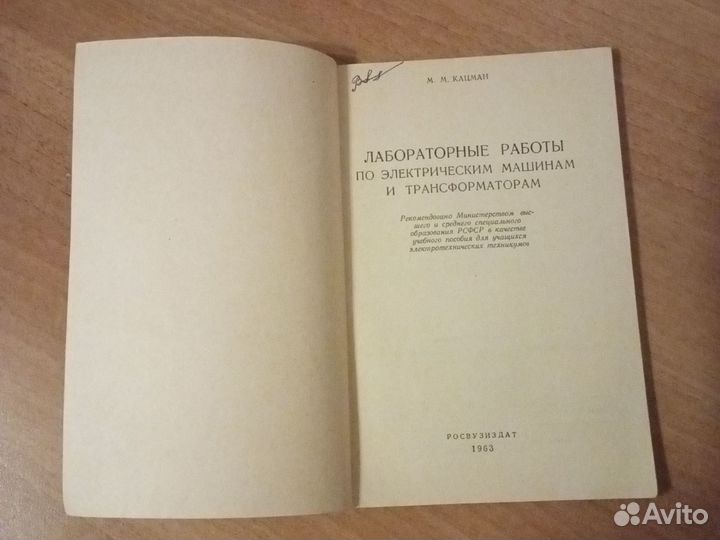 М. М. КАЦМАН
ЛАБОРАТОРНЫЕ РАБОТЫ
ПО ЭЛЕКТРИЧЕСКИМ МАШИНАМ
И ТРАНСФОРМАТОРАМ
Рекомендовано Министерством выс-
шего и среднего специального
образования РСФСР в качестве
учебного пособия для учащихся
электротехнических техникумов
РОСВУЗИЗДАТ
1963
Avito